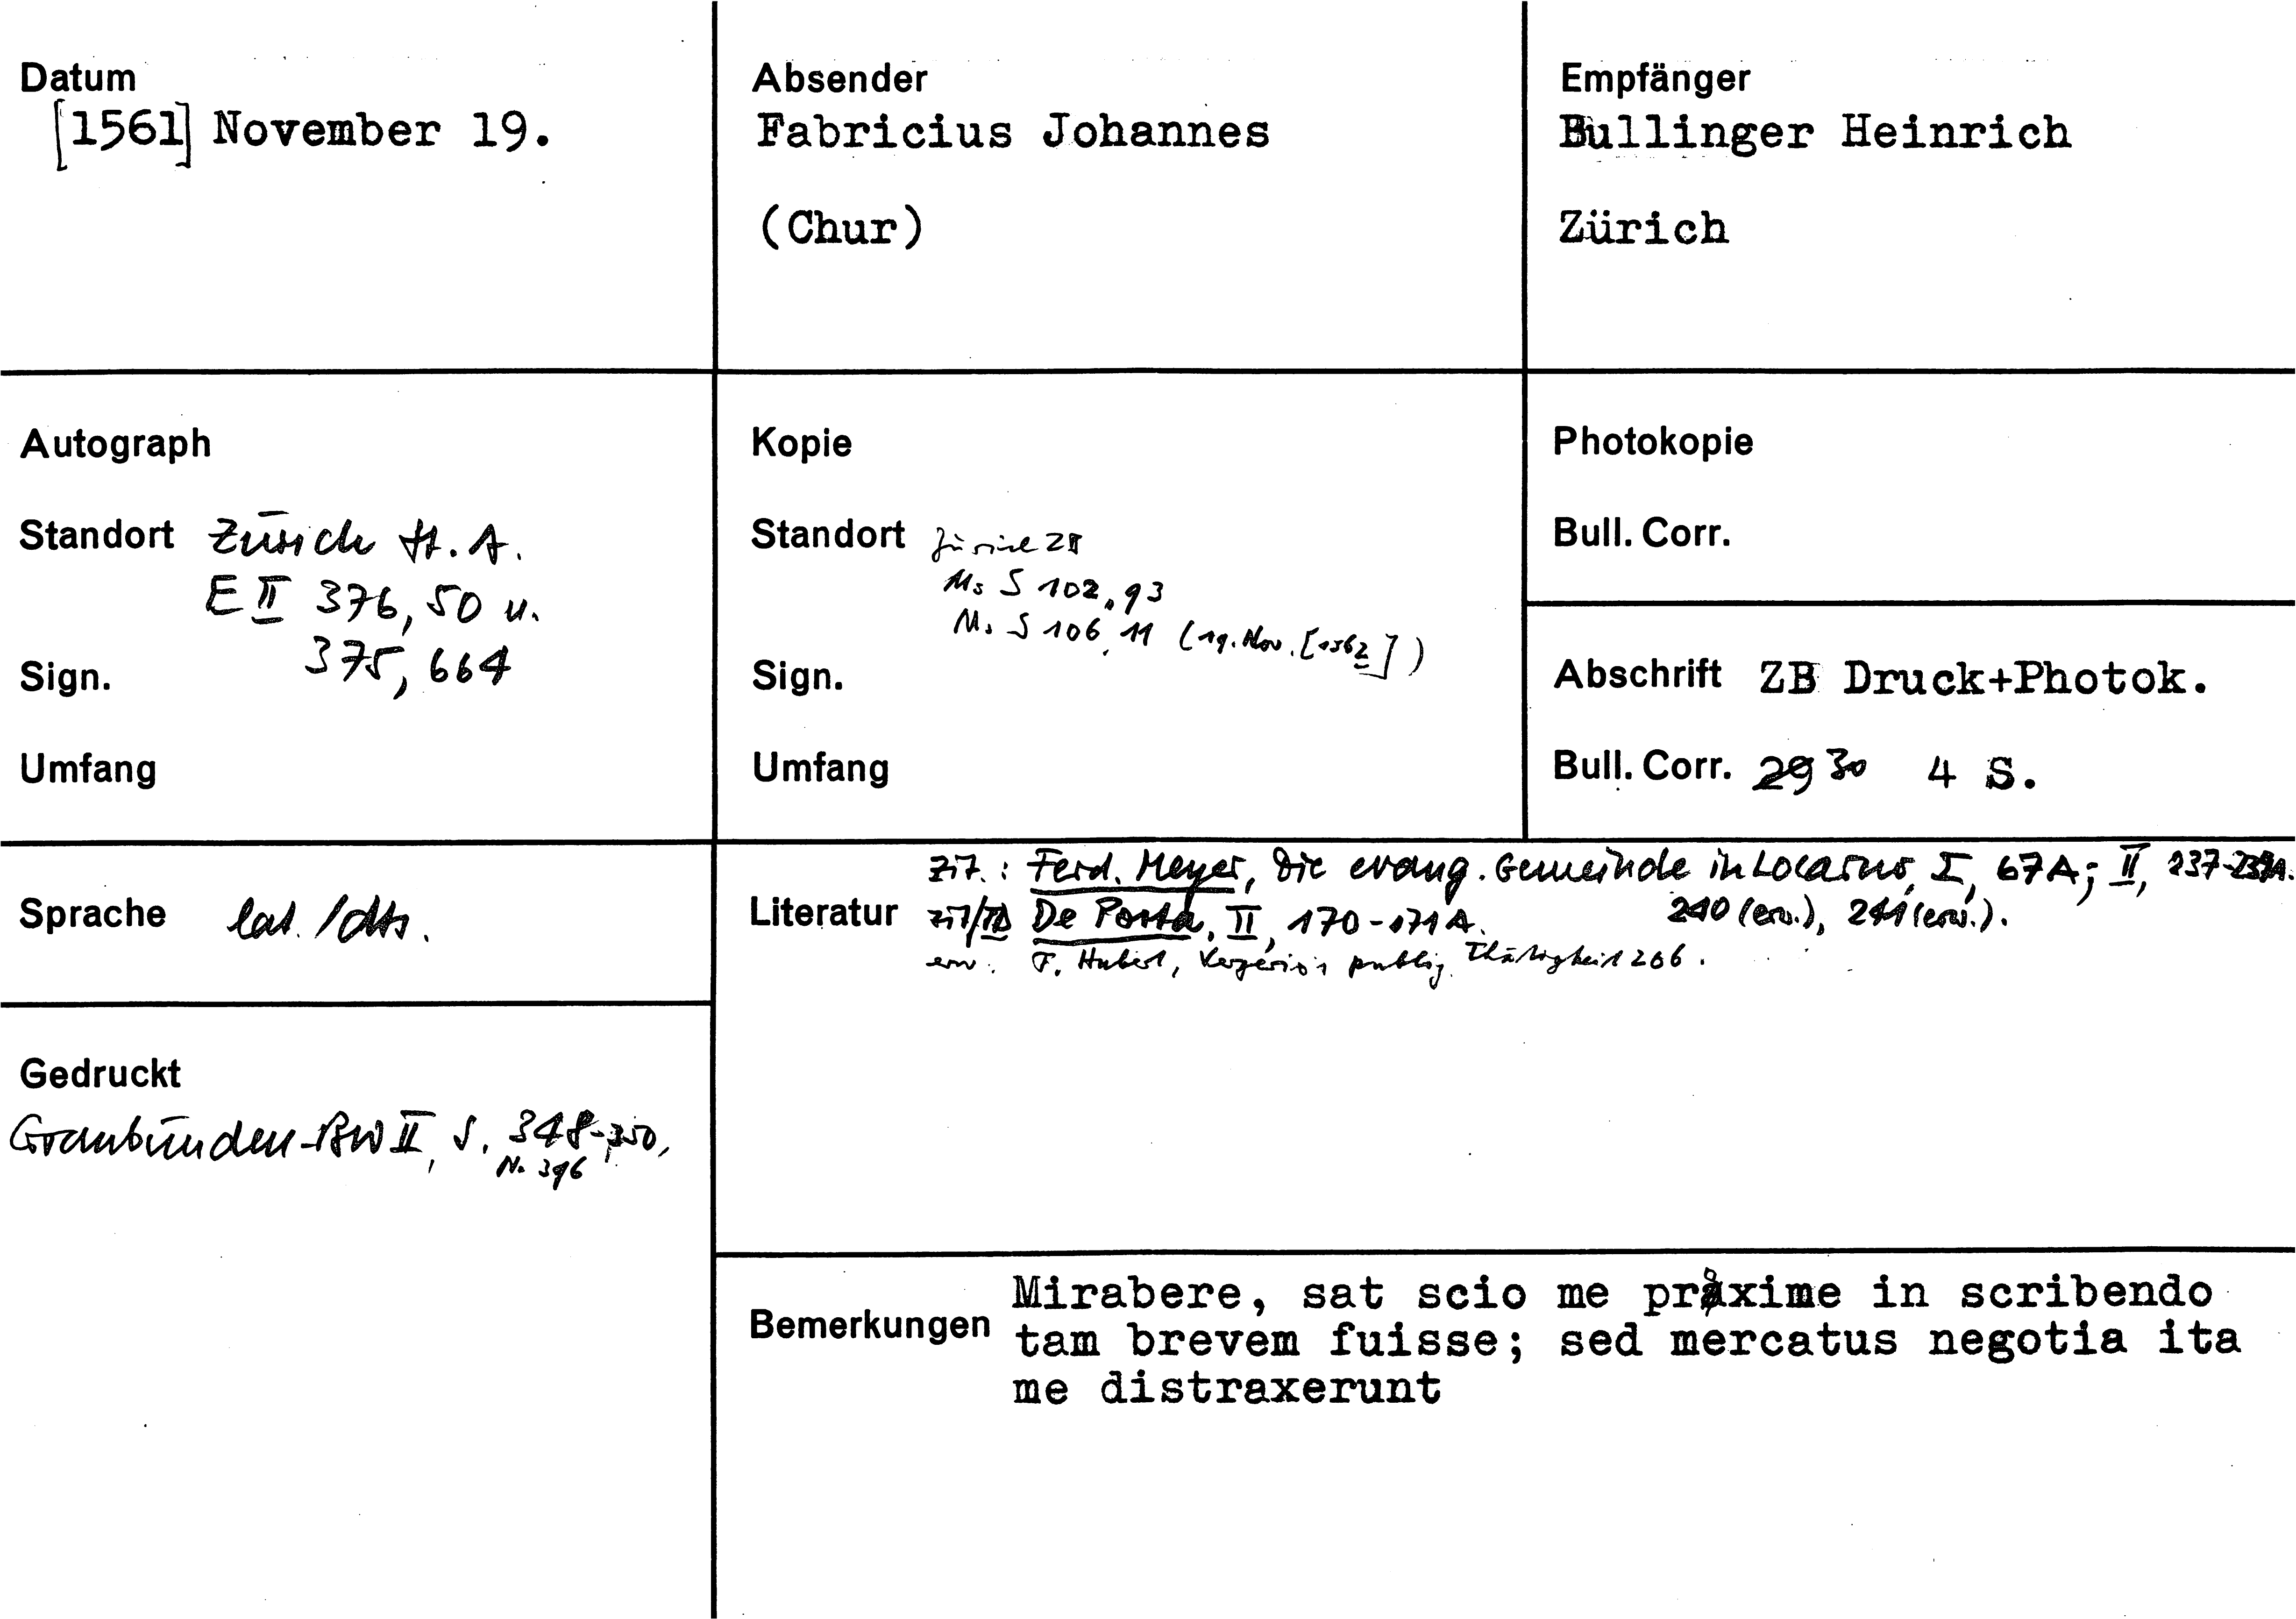 Datum
[1561] November 19.
Absender
Fabricius Johannes
(Chur)
Empfänger
Bullinger Heinrich
Zürich
Autograph
Standort Zürich St. A.
E II 376, 50 u.
375, 664
Sign.
Umfang
Kopie
Standort Zürich ZB
Ms S 102, 93
Ms S 106, 11 (19. Nov. [1562])
Sign.
Umfang
Photokopie
Bull. Corr.
Abschrift ZB Druck+Photok.
Bull. Corr. 29 30 4 S.
Sprache lat./dts.
Gedruckt
Graubünden-BW II, S. 348-350,
N. 396
zit.: Ferd. Meyer, Die evang. Gemeinde in Locarno, I, 67A; II, 237-239A.
240 (erw.), 241 (erw.).
Literatur zit/ De Porta, II, 170-171A.
erw. F. Hubert, Vergerio's publiz. Thätigkeit 206.
Bemerkungen
Mirabere, sat scio me proxime in scribendo
tam brevem fuisse; sed mercatus negotia ita
me distraxerunt